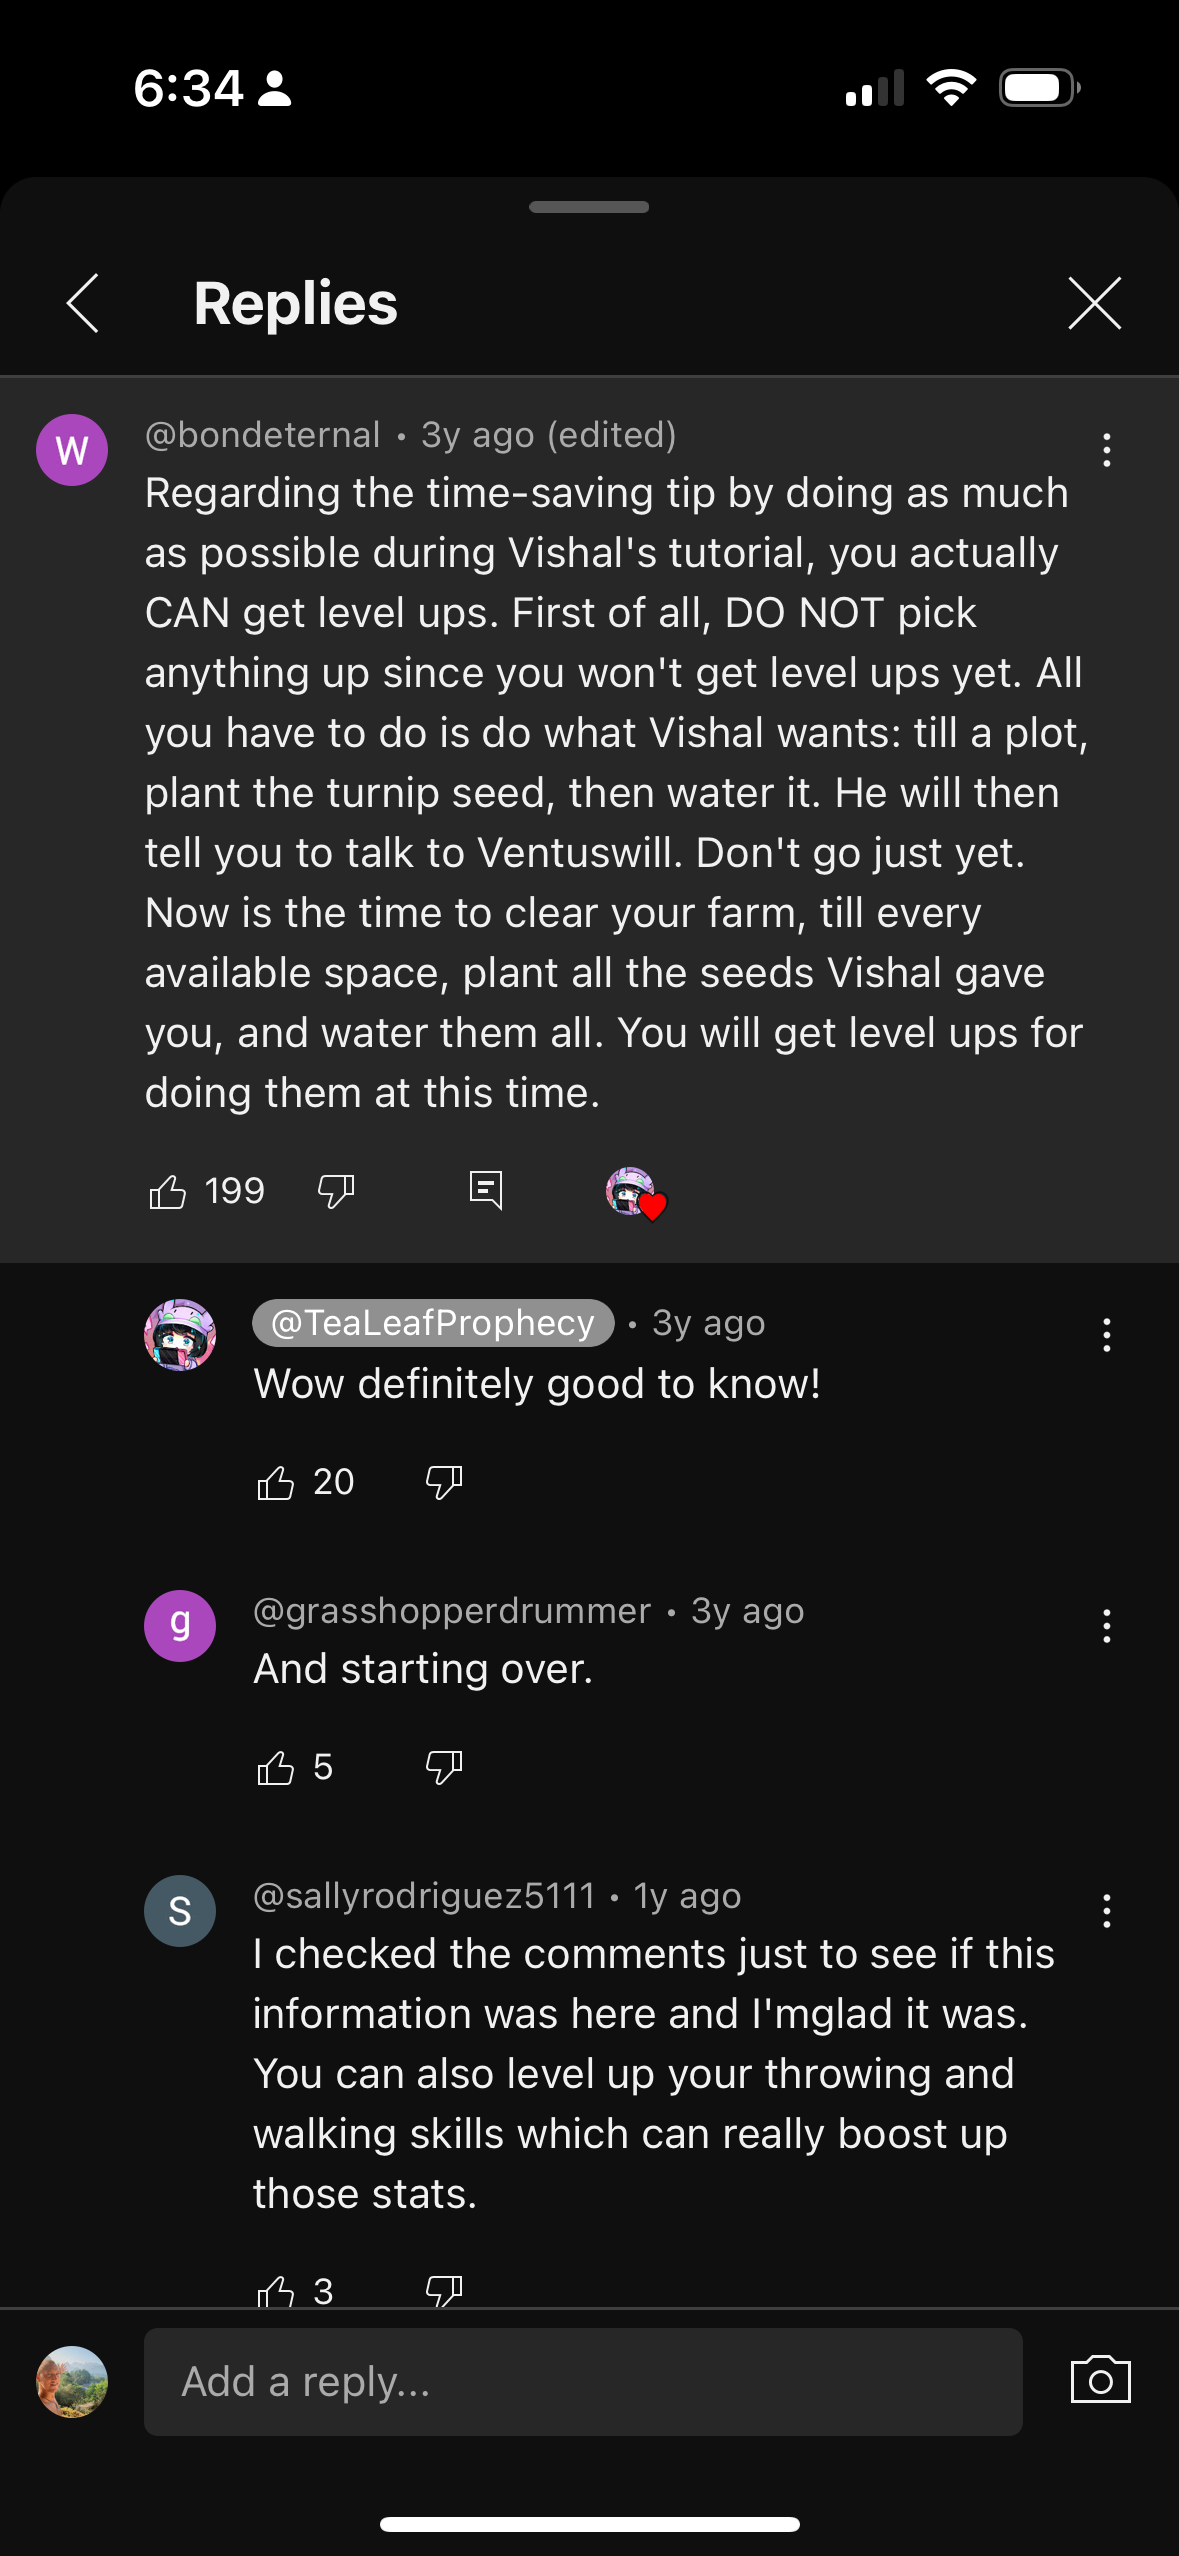 6:34
Replies
W
@bondeternal • 3y ago (edited)
Regarding the time-saving tip by doing as much
as possible during Vishal's tutorial, you actually
CAN get level ups. First of all, DO NOT pick
anything up since you won't get level ups yet. All
you have to do is do what Vishal wants: till a plot,
plant the turnip seed, then water it. He will then
tell you to talk to Ventuswill. Don't go just yet.
Now is the time to clear your farm, till every
available space, plant all the seeds Vishal gave
you, and water them all. You will get level ups for
doing them at this time.
199
@TeaLeafProphecy • 3y ago
Wow definitely good to know!
20
g
@grasshopperdrummer • 3y ago
And starting over.
5
S
@sallyrodriguez5111 • 1y ago
I checked the comments just to see if this
information was here and I'mglad it was.
You can also level up your throwing and
walking skills which can really boost up
those stats.
3
Add a reply...